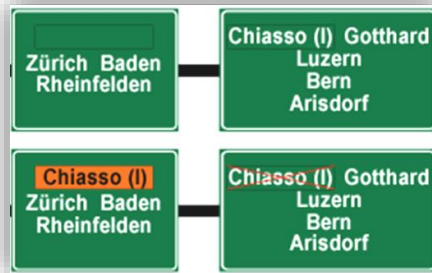 Zürich Baden
Rheinfelden
Chiasso (I) Gotthard
Luzern
Bern
Arisdorf
Chiasso (I)
Zürich Baden
Rheinfelden
Chiasso (I) Gotthard
Luzern
Bern
Arisdorf